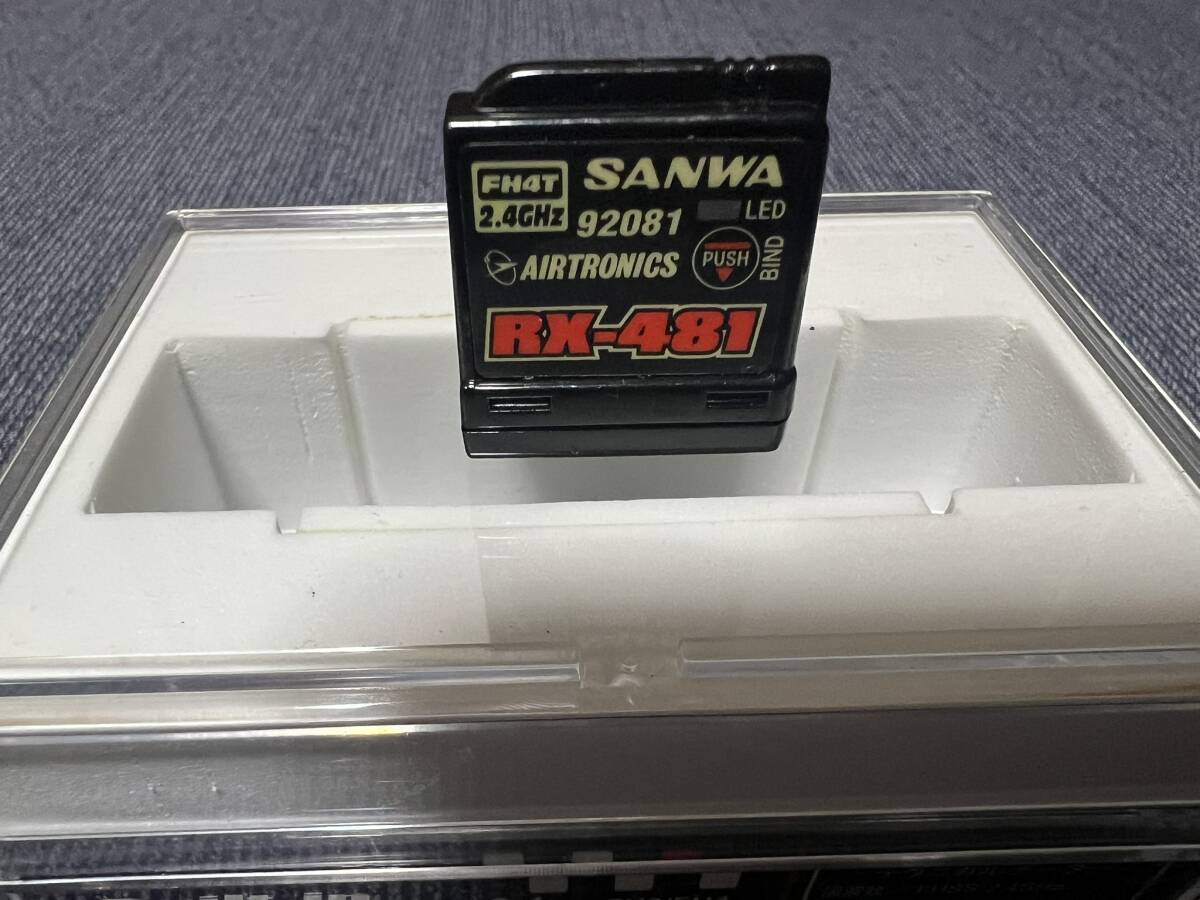 FH4T
2.4GHz
SANWA
92081
LED
AIRTRONICS
PUSH
BIND
RX-481